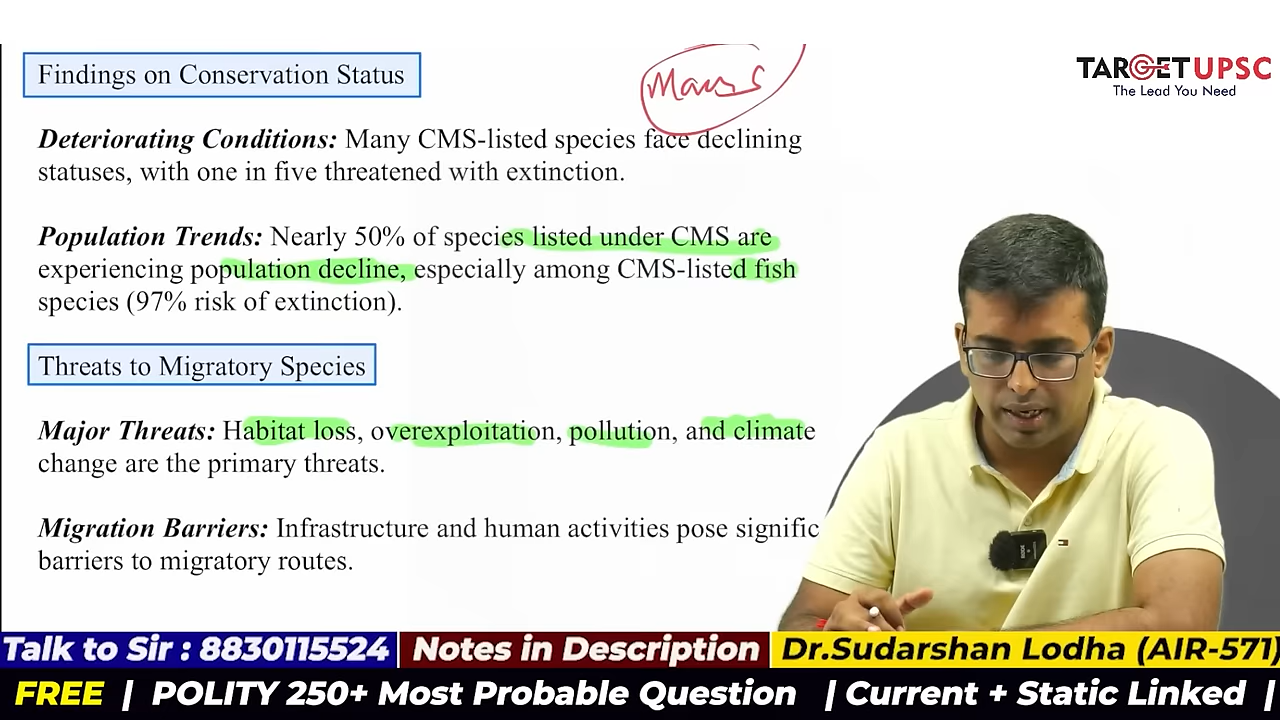 Findings on Conservation Status
Mains
TARGETUPSC
The Lead You Need
Deteriorating Conditions: Many CMS-listed species face declining
statuses, with one in five threatened with extinction.
Population Trends: Nearly 50% of species listed under CMS are
experiencing population decline, especially among CMS-listed fish
species (97% risk of extinction).
Threats to Migratory Species
Major Threats: Habitat loss, overexploitation, pollution, and climate
change are the primary threats.
Migration Barriers: Infrastructure and human activities pose signific
barriers to migratory routes.
Talk to Sir : 8830115524
Notes in Description
Dr.Sudarshan Lodha (AIR-571)
FREE | POLITY 250+ Most Probable Question | Current + Static Linked |